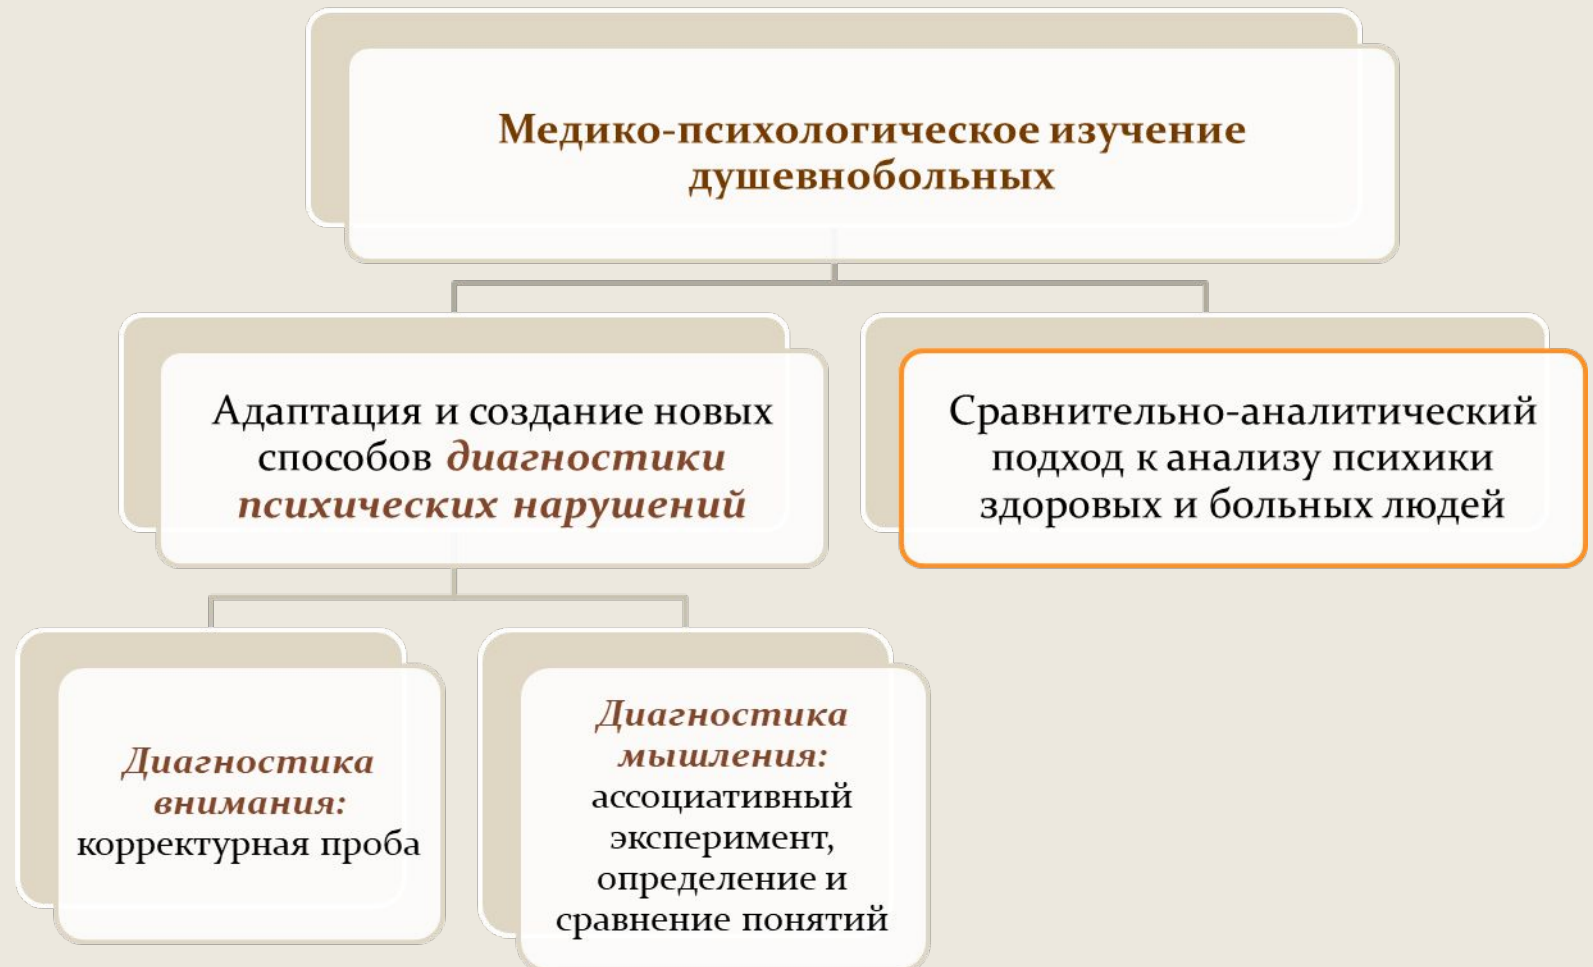 Медико-психологическое изучение
душевнобольных
Адаптация и создание новых
способов диагностики
психических нарушений
Сравнительно-аналитический
подход к анализу психики
здоровых и больных людей
Диагностика
внимания:
корректурная проба
Диагностика
мышления:
ассоциативный
эксперимент,
определение и
сравнение понятий